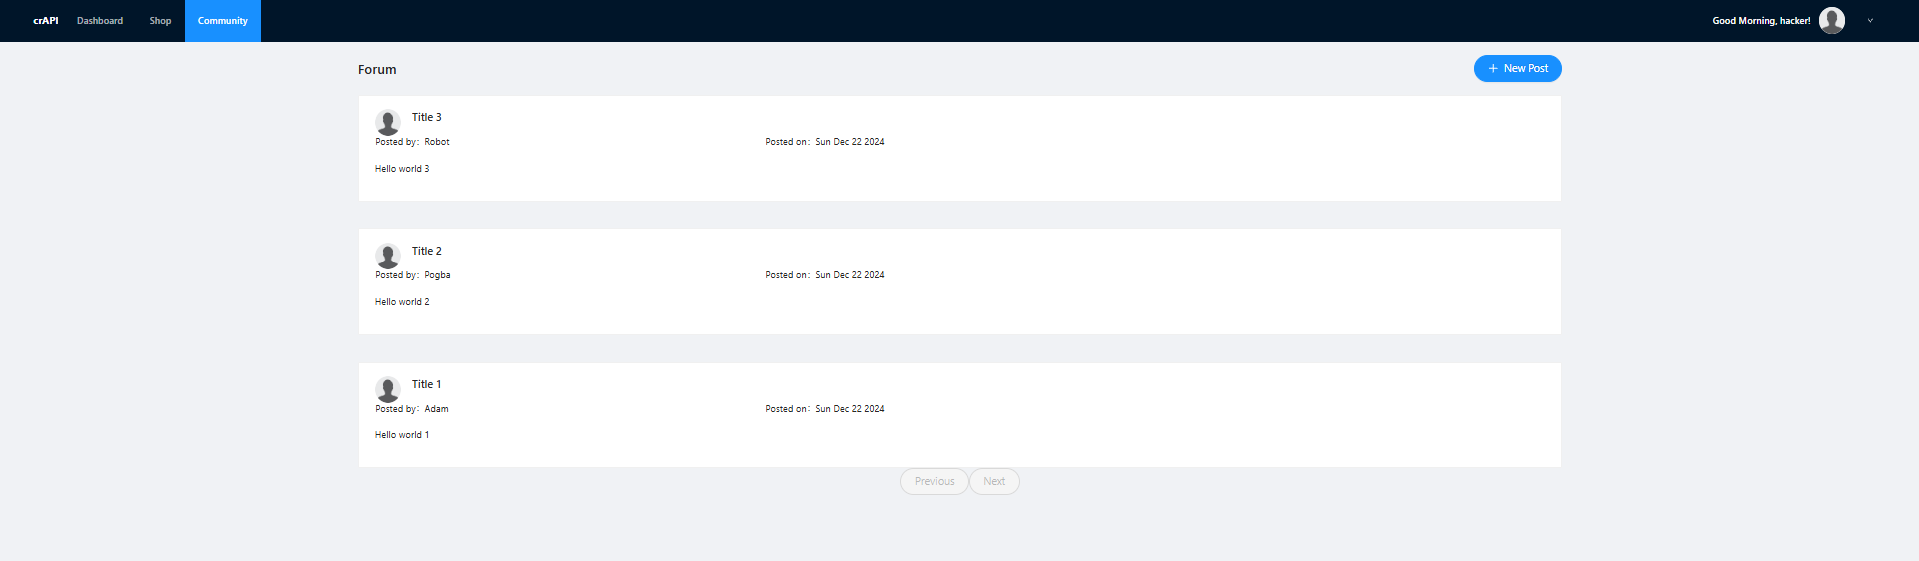 crAPI Dashboard Shop Community Good Morning, hacker!
Forum + New Post
Title 3
Posted by: Robot Posted on: Sun Dec 22 2024
Hello world 3
Title 2
Posted by: Pogba Posted on: Sun Dec 22 2024
Hello world 2
Title 1
Posted by: Adam Posted on: Sun Dec 22 2024
Hello world 1
Previous Next